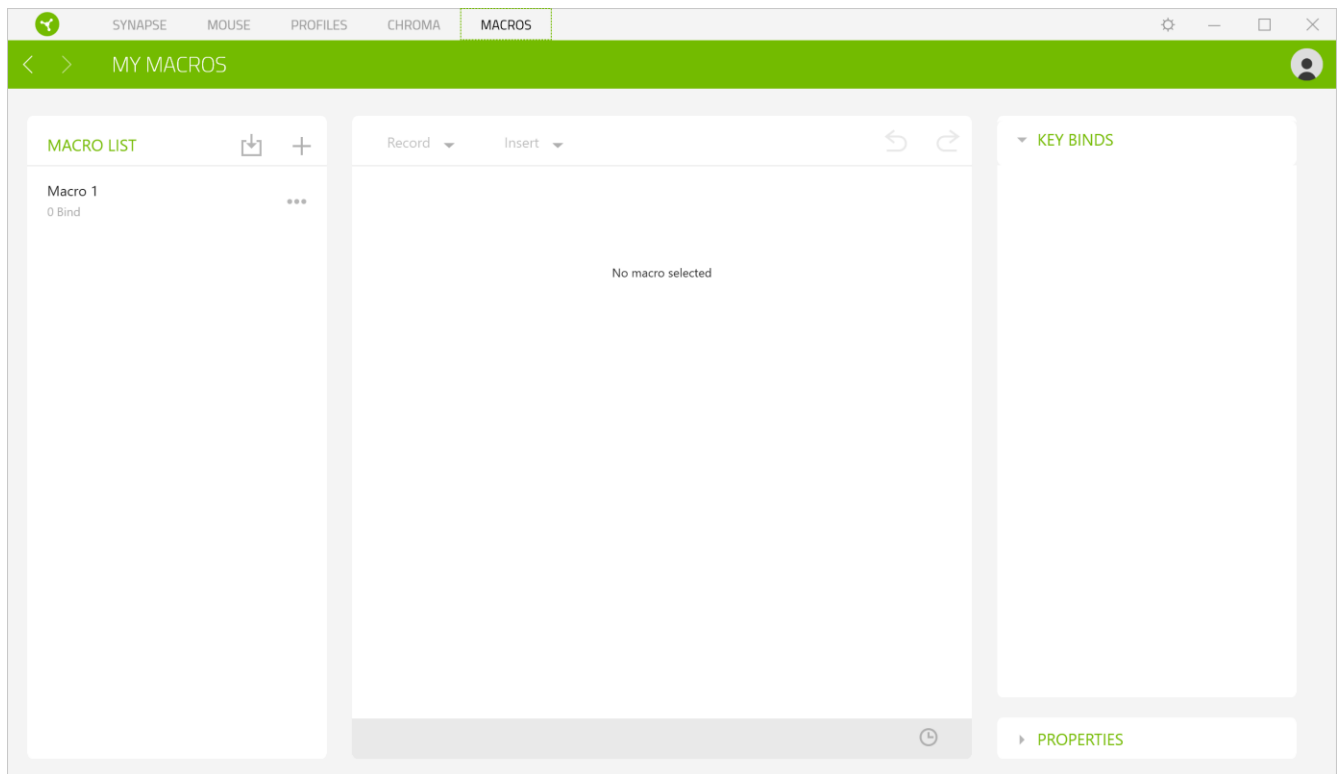 SYNAPSE MOUSE PROFILES CHROMA MACROS
MY MACROS
MACRO LIST
Macro 1
0 Bind
Record Insert
No macro selected
KEY BINDS
PROPERTIES